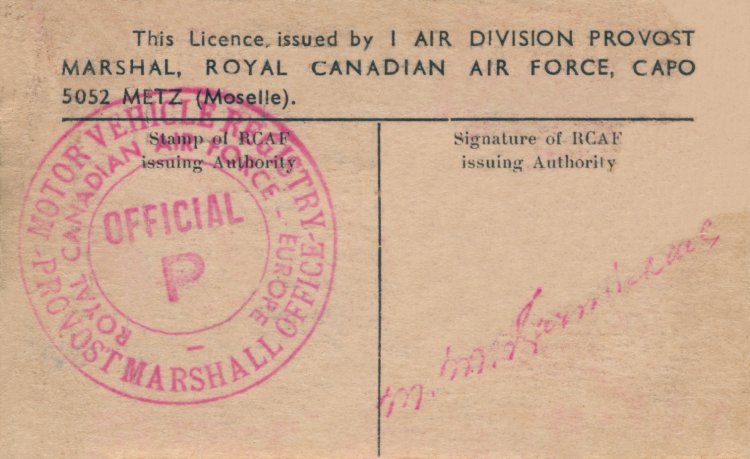 This Licence, issued by 1 AIR DIVISION PROVOST
MARSHAL, ROYAL CANADIAN AIR FORCE, CAPO
5052 METZ (Moselle).
Stamp of RCAF
issuing Authority
Signature of RCAF
issuing Authority
- MOTOR VEHICLE REGISTRY -
PROVOST MARSHALL OFFICE
ROYAL CANADIAN AIR FORCE - EUROPE
OFFICIAL
P
-